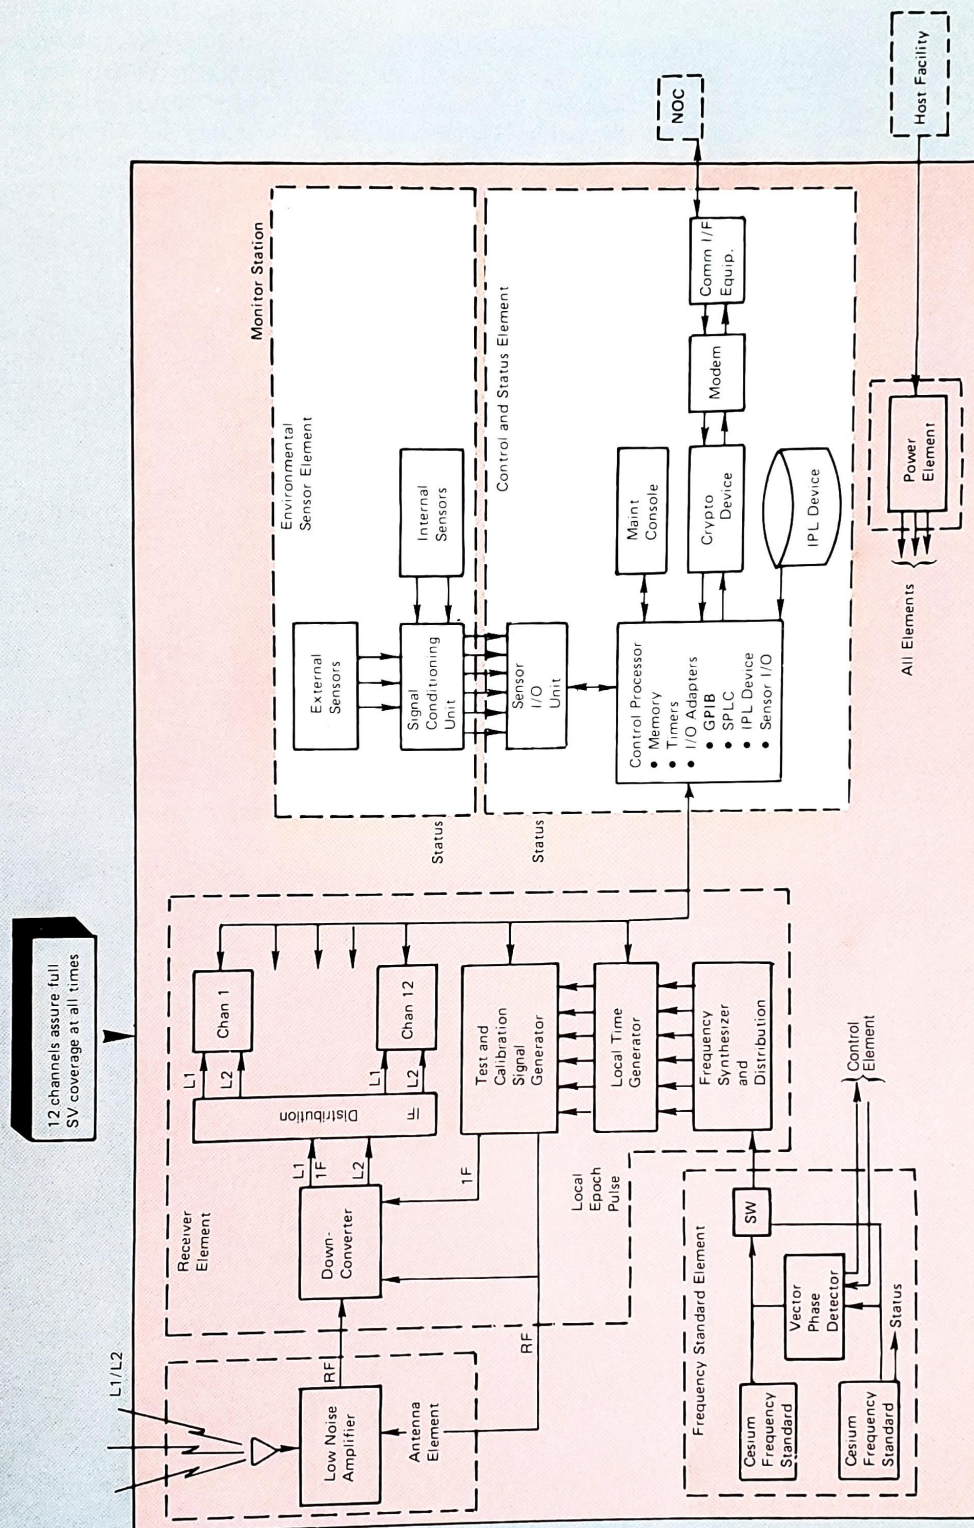 12 channels assure full
SV coverage at all times
Monitor Station
L1/L2
Low Noise
Amplifier
Antenna
Element
RF
RF
Receiver
Element
Down-
Converter
L1
1F
L2
IF
Distribution
L1
L2
Chan 1
L1
L2
Chan 12
1F
Test and
Calibration
Signal
Generator
Local Time
Generator
Frequency
Synthesizer
and
Distribution
Local
Epoch
Pulse
Frequency Standard Element
Cesium
Frequency
Standard
Cesium
Frequency
Standard
Vector
Phase
Detector
SW
Status
Control
Element
Environmental
Sensor Element
External
Sensors
Internal
Sensors
Signal
Conditioning
Unit
Status
Status
Control and Status Element
Sensor
I/O
Unit
Control Processor
• Memory
• Timers
• I/O Adapters
• GPIB
• SPLC
• IPL Device
• Sensor I/O
Maint
Console
Crypto
Device
Modem
Comm I/F
Equip.
IPL Device
NOC
All Elements
Power
Element
Host Facility